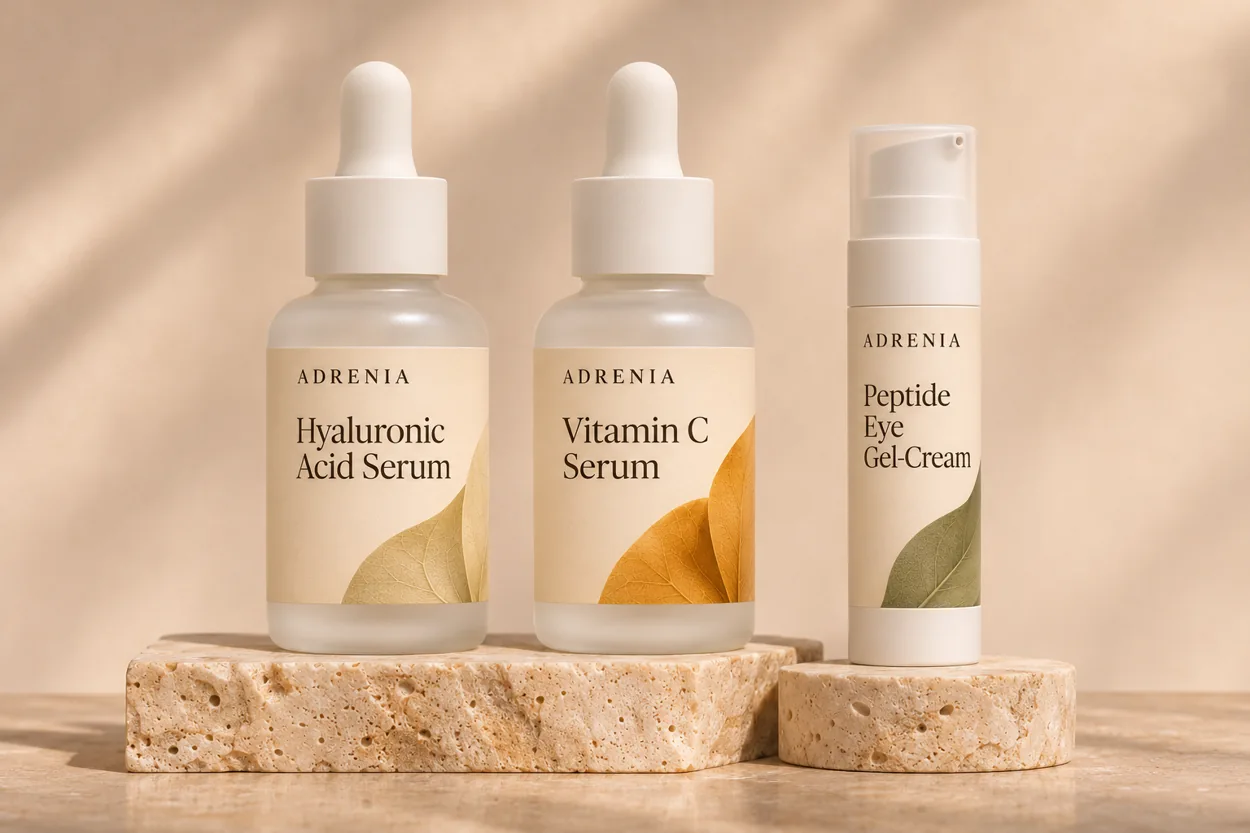 ADRENIA
Hyaluronic
Acid Serum
ADRENIA
Vitamin C
Serum
ADRENIA
Peptide
Eye
Gel-Cream